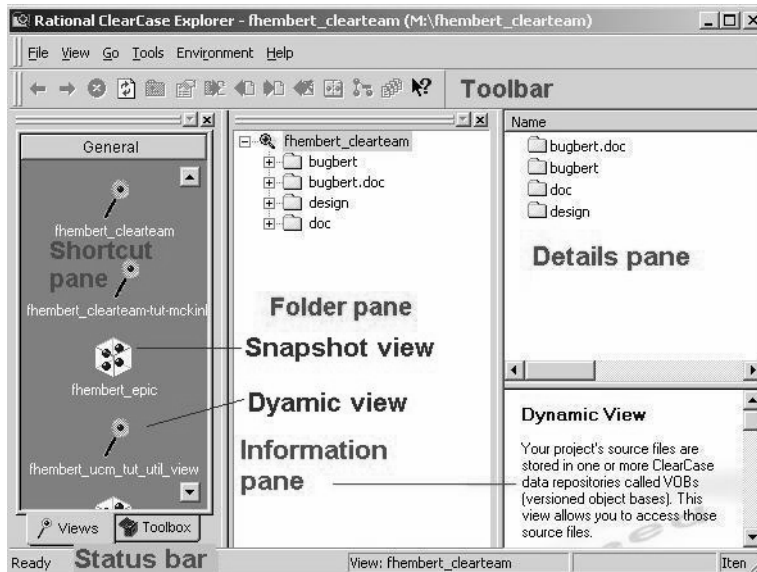 Rational ClearCase Explorer - fhembert_clearteam (M:\fhembert_clearteam)
File View Go Tools Environment Help
Toolbar
General
fhembert_clearteam
Shortcut
pane
fhembert_clearteam-tut-mckinl
fhembert_epic
fhembert_ucm_tut_util_view
Views Toolbox
fhembert_clearteam
bugbert
bugbert.doc
design
doc
Folder pane
Snapshot view
Dyamic view
Information
pane
Name
bugbert.doc
bugbert
doc
design
Details pane
Dynamic View
Your project's source files are
stored in one or more ClearCase
data repositories called VOBs
(versioned object bases). This
view allows you to access those
source files.
Ready Status bar View: fhembert_clearteam Iten